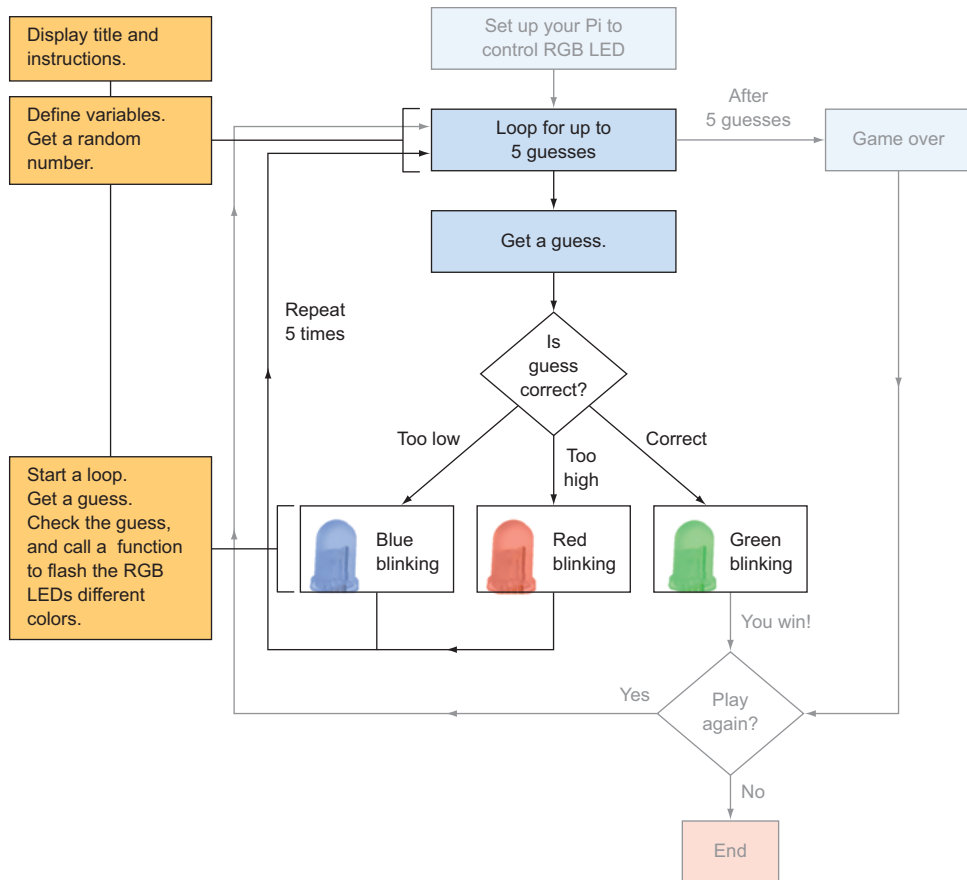 Display title and
instructions.
Define variables.
Get a random
number.
Start a loop.
Get a guess.
Check the guess,
and call a function
to flash the RGB
LEDs different
colors.
Set up your Pi to
control RGB LED
Loop for up to
5 guesses
After
5 guesses
Game over
Get a guess.
Repeat
5 times
Is
guess
correct?
Too low
Too
high
Correct
Blue
blinking
Red
blinking
Green
blinking
You win!
Yes
Play
again?
No
End